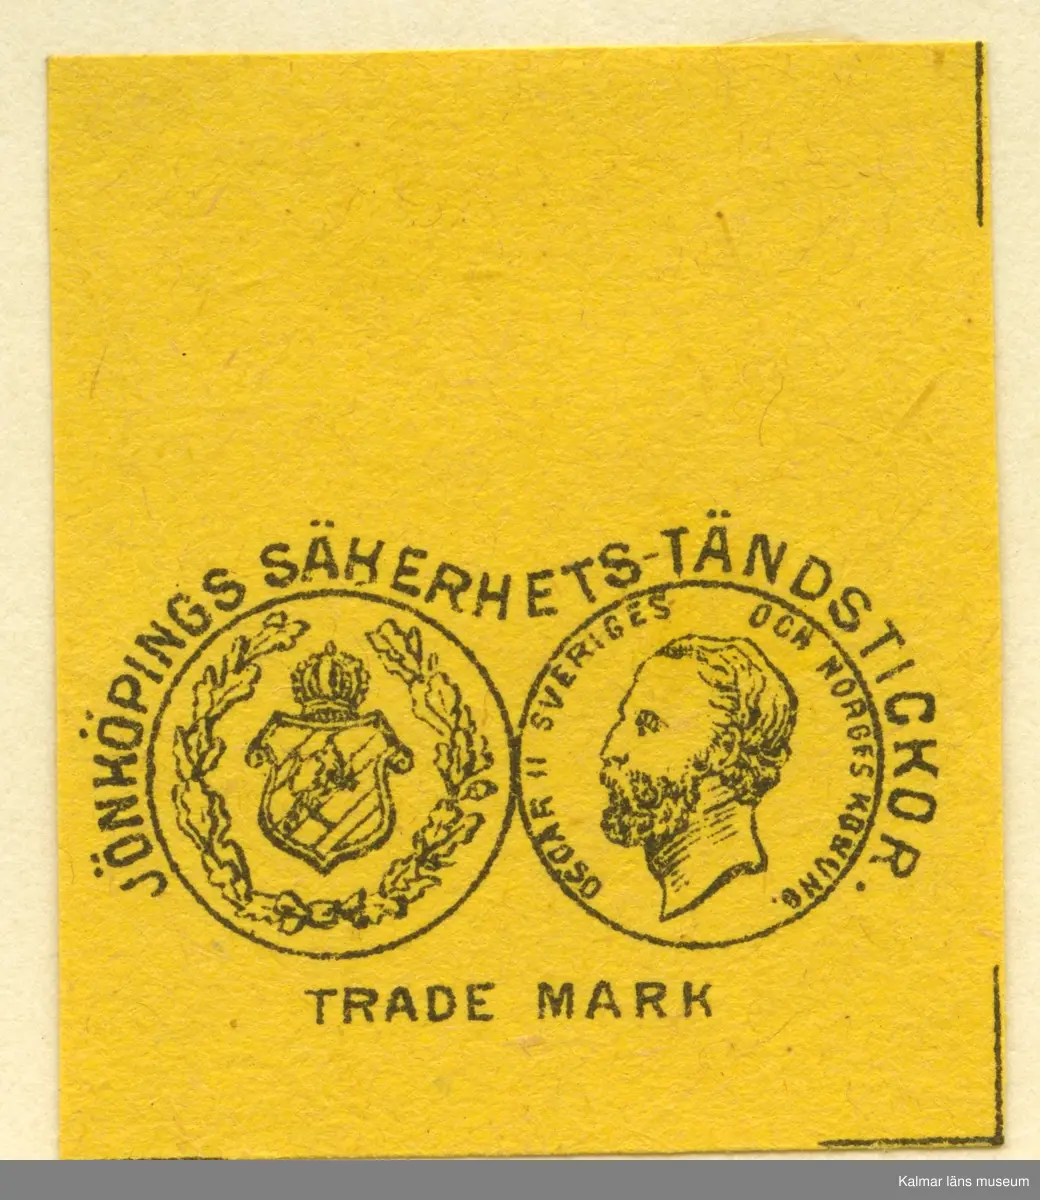 JÖNKÖPINGS SÄKERHETS-TÄNDSTICKOR.
OSCAR II SVERIGES OCH NORGES KONUNG.
TRADE MARK
Kalmar läns museum